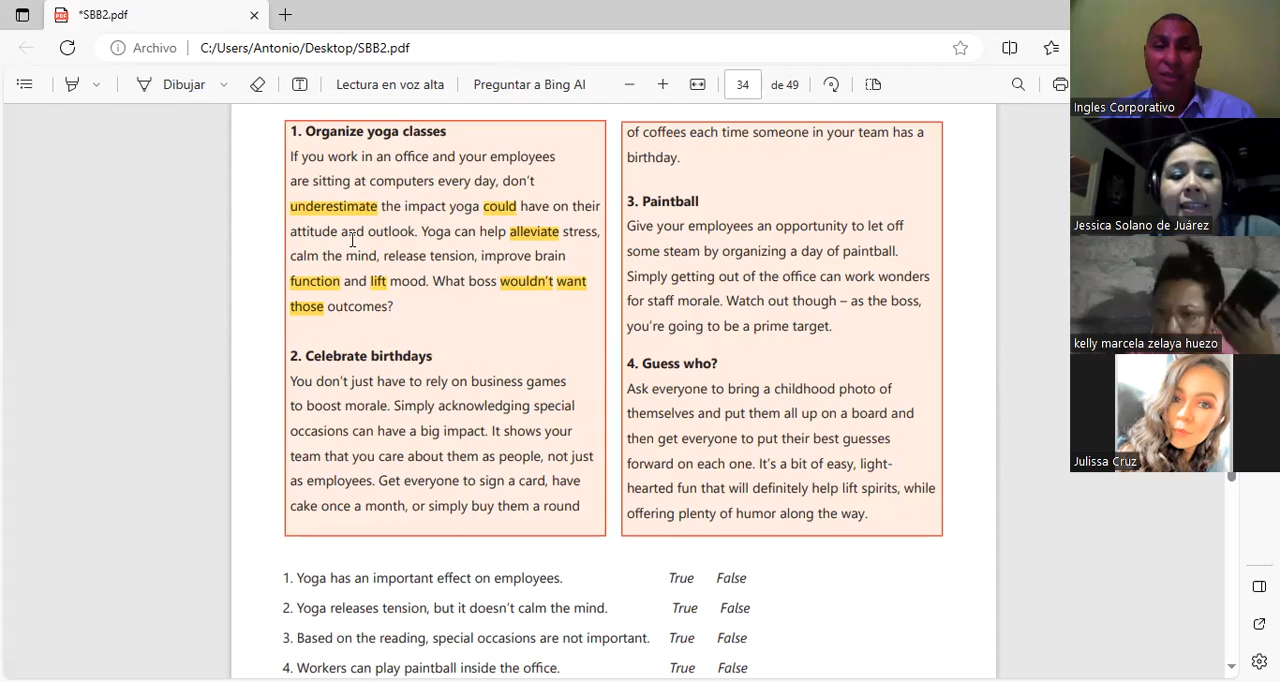 *SBB2.pdf
Archivo
C:/Users/Antonio/Desktop/SBB2.pdf
Dibujar
Lectura en voz alta
Preguntar a Bing AI
34
de 49
1. Organize yoga classes
If you work in an office and your employees
are sitting at computers every day, don't
underestimate the impact yoga could have on their
attitude and outlook. Yoga can help alleviate stress,
calm the mind, release tension, improve brain
function and lift mood. What boss wouldn't want
those outcomes?
2. Celebrate birthdays
You don't just have to rely on business games
to boost morale. Simply acknowledging special
occasions can have a big impact. It shows your
team that you care about them as people, not just
as employees. Get everyone to sign a card, have
cake once a month, or simply buy them a round
of coffees each time someone in your team has a
birthday.
3. Paintball
Give your employees an opportunity to let off
some steam by organizing a day of paintball.
Simply getting out of the office can work wonders
for staff morale. Watch out though – as the boss,
you're going to be a prime target.
4. Guess who?
Ask everyone to bring a childhood photo of
themselves and put them all up on a board and
then get everyone to put their best guesses
forward on each one. It's a bit of easy, light-
hearted fun that will definitely help lift spirits, while
offering plenty of humor along the way.
1. Yoga has an important effect on employees. True False
2. Yoga releases tension, but it doesn't calm the mind. True False
3. Based on the reading, special occasions are not important. True False
4. Workers can play paintball inside the office. True False
Ingles Corporativo
Jessica Solano de Juárez
kelly marcela zelaya huezo
Julissa Cruz